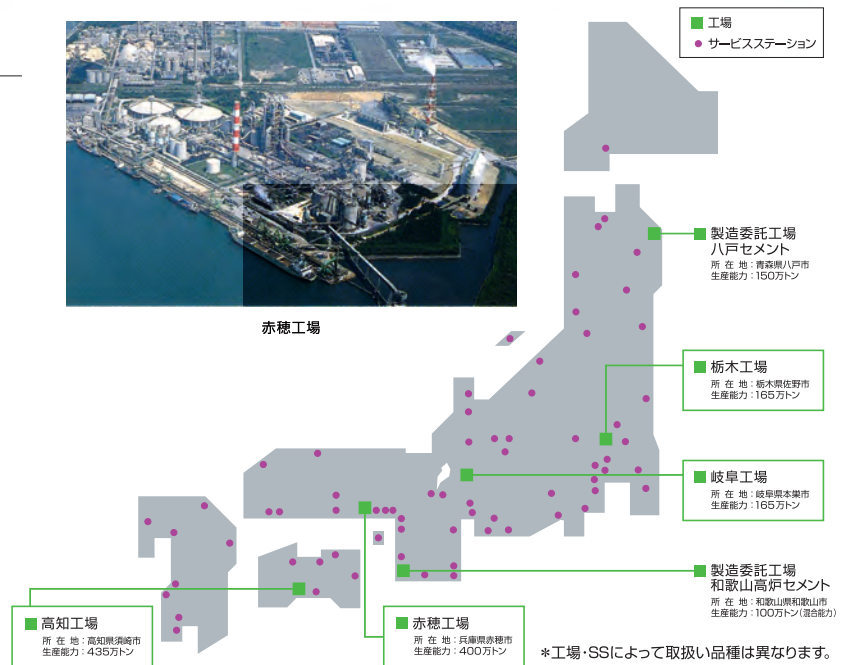 工場
サービスステーション
赤穂工場
製造委託工場
八戸セメント
所 在 地：青森県八戸市
生産能力：150万トン
栃木工場
所 在 地：栃木県佐野市
生産能力：165万トン
岐阜工場
所 在 地：岐阜県本巣市
生産能力：165万トン
製造委託工場
和歌山高炉セメント
所 在 地：和歌山県和歌山市
生産能力：100万トン（混合能力）
高知工場
所 在 地：高知県須崎市
生産能力：435万トン
赤穂工場
所 在 地：兵庫県赤穂市
生産能力：400万トン
＊工場・SSによって取扱い品種は異なります。